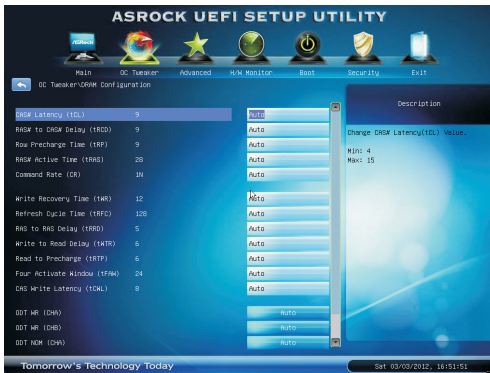 ASROCK UEFI SETUP UTILITY
ASRock
Main OC Tweaker Advanced H/W Monitor Boot Security Exit
OC Tweaker\DRAM Configuration
Description
CAS# Latency (tCL) 9 Auto
Change CAS# Latency(tCL) Value.
RAS# to CAS# Delay (tRCD) 9 Auto
Min: 4
Row Precharge Time (tRP) 9 Auto
Max: 15
RAS# Active Time (tRAS) 28 Auto
Command Rate (CR) 1N Auto
Write Recovery Time (tWR) 12 Auto
Refresh Cycle Time (tRFC) 128 Auto
RAS to RAS Delay (tRRD) 5 Auto
Write to Read Delay (tWTR) 6 Auto
Read to Precharge (tRTP) 6 Auto
Four Activate Window (tFAW) 24 Auto
CAS Write Latency (tCWL) 8 Auto
ODT WR (CHA) Auto
ODT WR (CHB) Auto
ODT NOM (CHA) Auto
Tomorrow's Technology Today
Sat 03/03/2012, 16:51:51